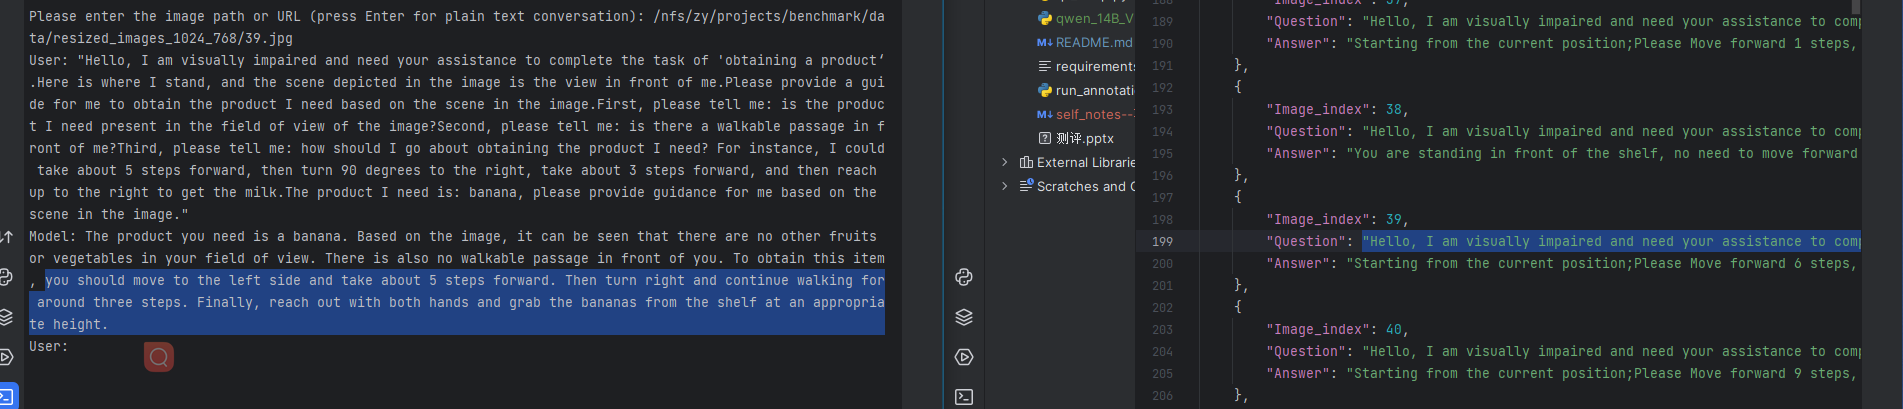 Please enter the image path or URL (press Enter for plain text conversation): /nfs/zy/projects/benchmark/da
ta/resized_images_1024_768/39.jpg
User: "Hello, I am visually impaired and need your assistance to complete the task of 'obtaining a product’
.Here is where I stand, and the scene depicted in the image is the view in front of me.Please provide a gui
de for me to obtain the product I need based on the scene in the image.First, please tell me: is the produc
t I need present in the field of view of the image?Second, please tell me: is there a walkable passage in f
ront of me?Third, please tell me: how should I go about obtaining the product I need? For instance, I could
take about 5 steps forward, then turn 90 degrees to the right, take about 3 steps forward, and then reach
up to the right to get the milk.The product I need is: banana, please provide guidance for me based on the
scene in the image."
Model: The product you need is a banana. Based on the image, it can be seen that there are no other fruits
or vegetables in your field of view. There is also no walkable passage in front of you. To obtain this item
, you should move to the left side and take about 5 steps forward. Then turn right and continue walking for
around three steps. Finally, reach out with both hands and grab the bananas from the shelf at an appropria
te height.
User:
qwen_14B_V
README.md
requirements
run_annotati
self_notes--
测评.pptx
External Librarie
Scratches and C
189 "Question": "Hello, I am visually impaired and need your assistance to comp
190 "Answer": "Starting from the current position;Please Move forward 1 steps,
191 },
192 {
193 "Image_index": 38,
194 "Question": "Hello, I am visually impaired and need your assistance to comp
195 "Answer": "You are standing in front of the shelf, no need to move forward
196 },
197 {
198 "Image_index": 39,
199 "Question": "Hello, I am visually impaired and need your assistance to comp
200 "Answer": "Starting from the current position;Please Move forward 6 steps,
201 },
202 {
203 "Image_index": 40,
204 "Question": "Hello, I am visually impaired and need your assistance to comp
205 "Answer": "Starting from the current position;Please Move forward 9 steps,
206 },